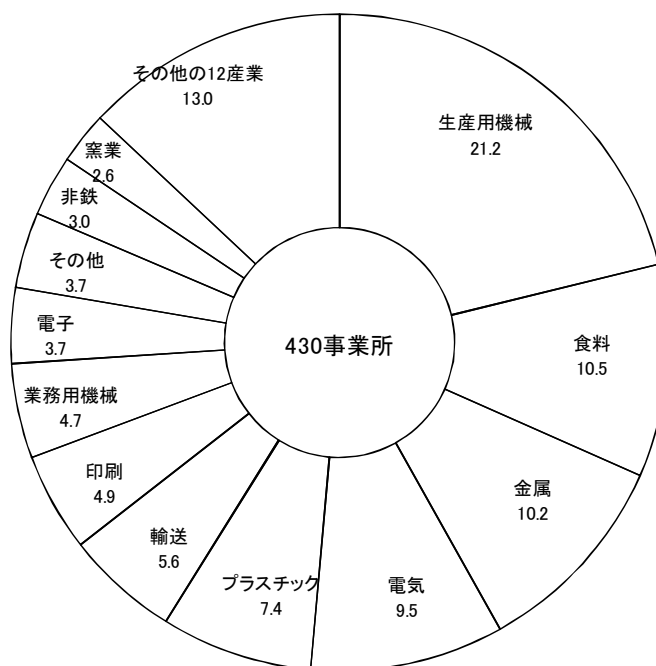 生産用機械
21.2
食料
10.5
金属
10.2
電気
9.5
プラスチック
7.4
輸送
5.6
印刷
4.9
業務用機械
4.7
電子
3.7
その他
3.7
非鉄
3.0
窯業
2.6
その他の12産業
13.0
430事業所